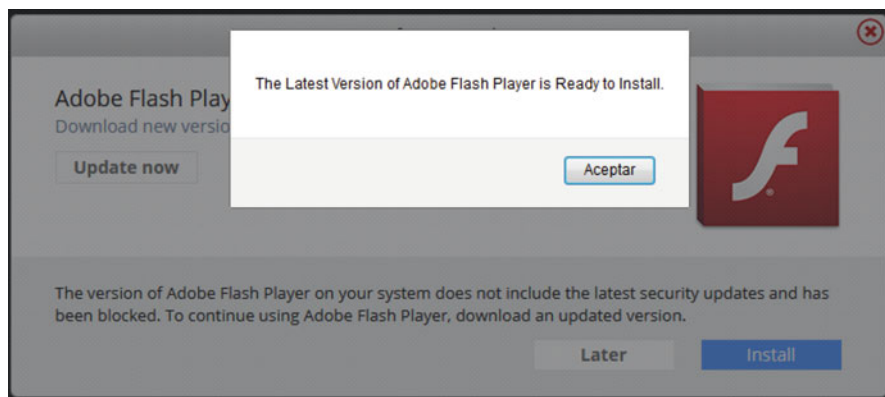 The Latest Version of Adobe Flash Player is Ready to Install.
Aceptar
Adobe Flash Play
Download new versio
Update now
The version of Adobe Flash Player on your system does not include the latest security updates and has
been blocked. To continue using Adobe Flash Player, download an updated version.
Later
Install